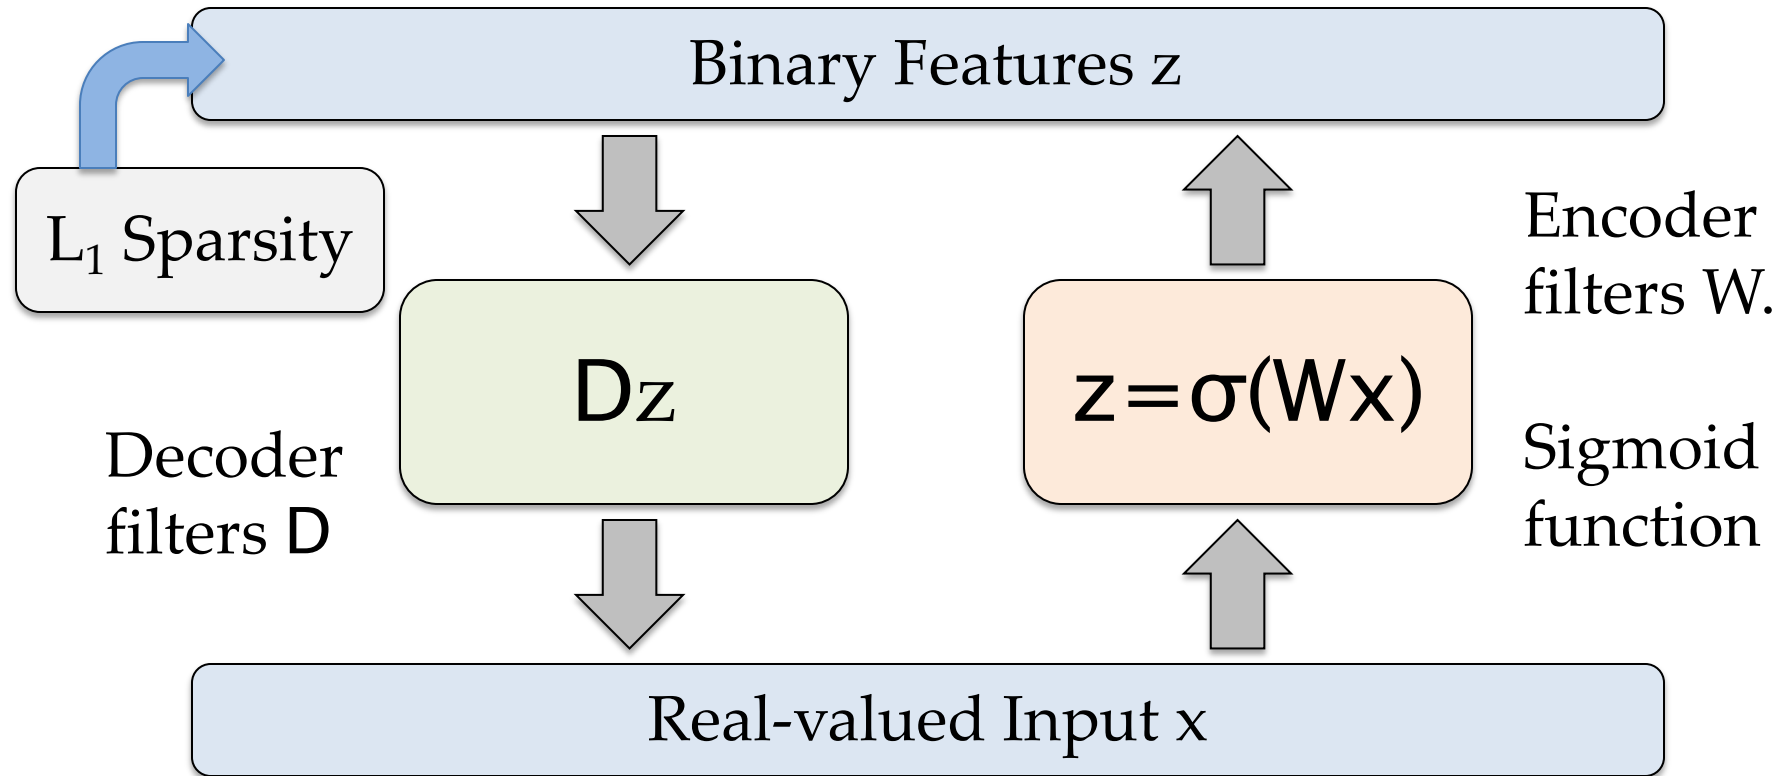 Binary Features z
L₁ Sparsity
Encoder
filters W.
Dz
z=σ(Wx)
Decoder
filters D
Sigmoid
function
Real-valued Input x